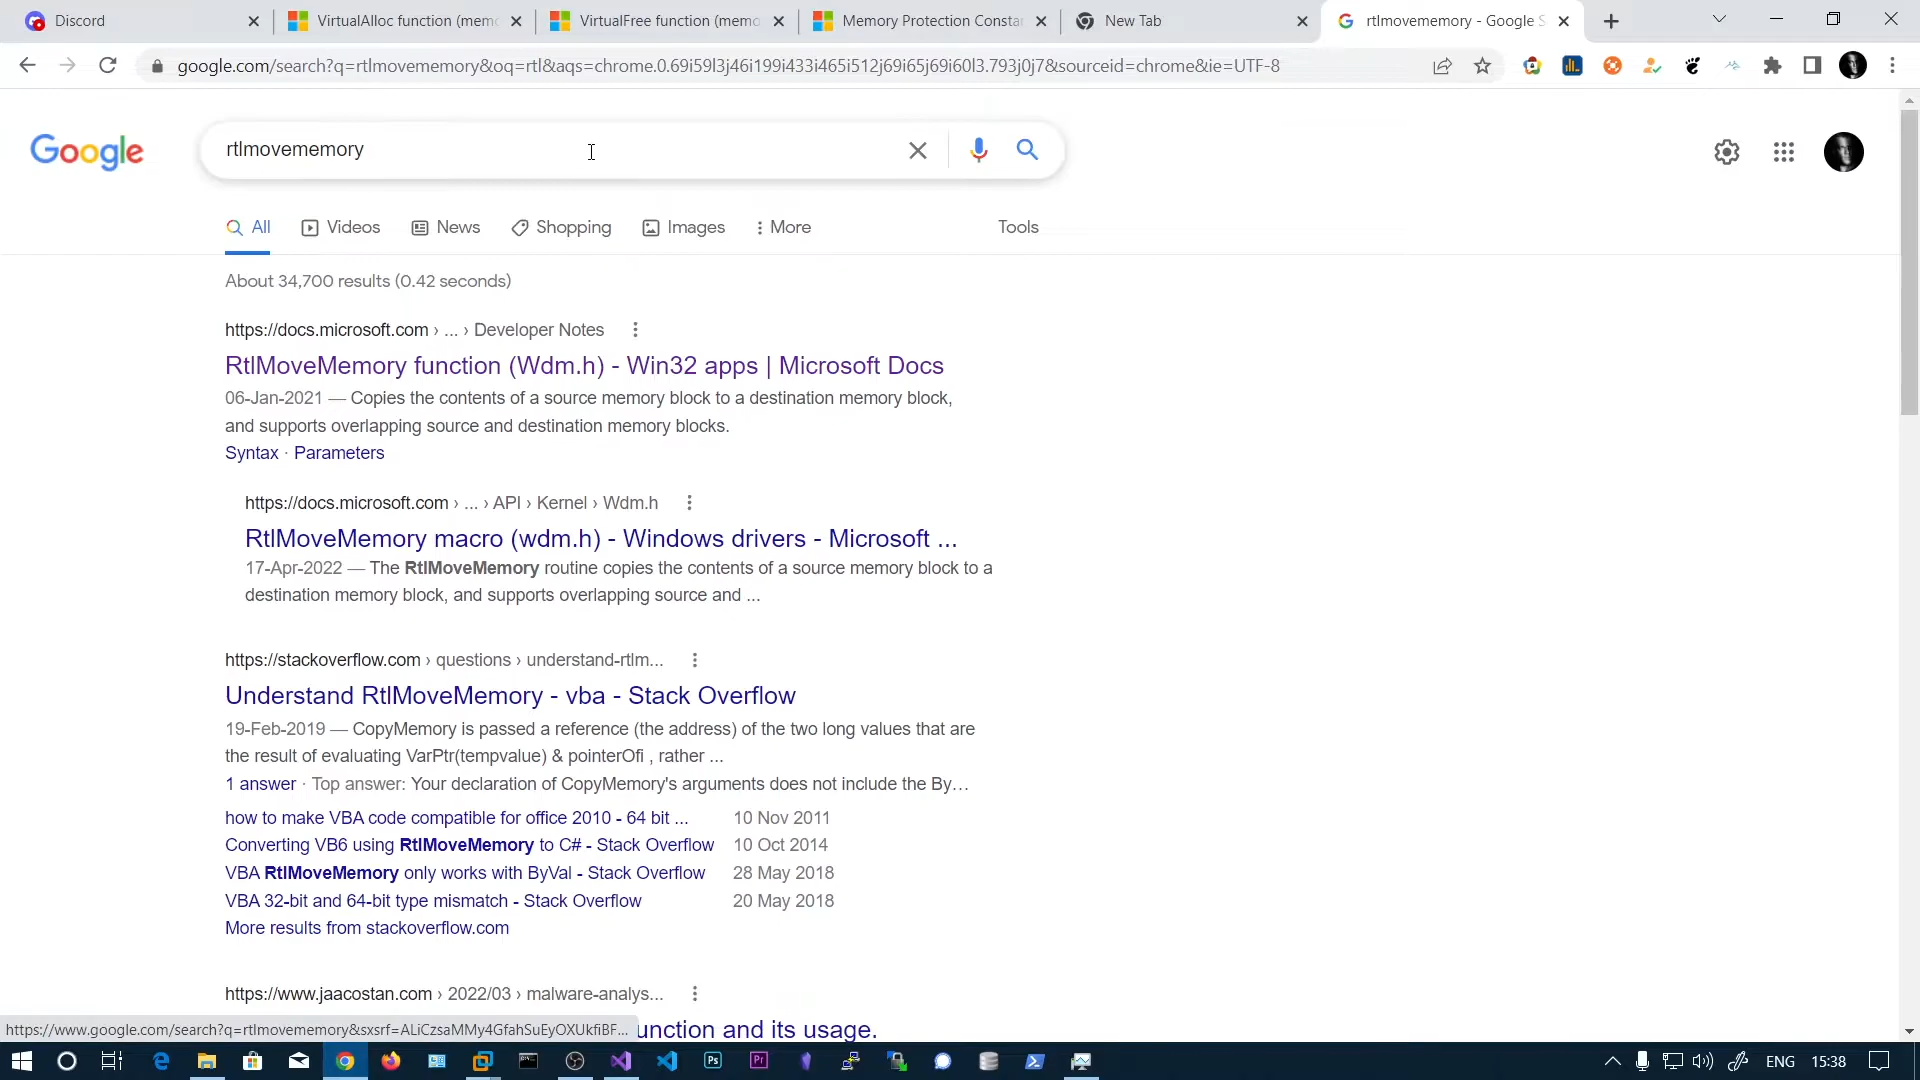 Discord
VirtualAlloc function (mem
VirtualFree function (memo
Memory Protection Constan
New Tab
rtlmovememory - Google S
google.com/search?q=rtlmovememory&oq=rtl&aqs=chrome.0.69i59l3j46i199i433i465i512j69i65j69i60l3.793j0j7&sourceid=chrome&ie=UTF-8
Google
rtlmovememory
All
Videos
News
Shopping
Images
More
Tools
About 34,700 results (0.42 seconds)
https://docs.microsoft.com › ... › Developer Notes
RtlMoveMemory function (Wdm.h) - Win32 apps | Microsoft Docs
06-Jan-2021 — Copies the contents of a source memory block to a destination memory block,
and supports overlapping source and destination memory blocks.
Syntax · Parameters
https://docs.microsoft.com › ... › API › Kernel › Wdm.h
RtlMoveMemory macro (wdm.h) - Windows drivers - Microsoft ...
17-Apr-2022 — The RtlMoveMemory routine copies the contents of a source memory block to a
destination memory block, and supports overlapping source and ...
https://stackoverflow.com › questions › understand-rtlm...
Understand RtlMoveMemory - vba - Stack Overflow
19-Feb-2019 — CopyMemory is passed a reference (the address) of the two long values that are
the result of evaluating VarPtr(tempvalue) & pointerOfi , rather ...
1 answer · Top answer: Your declaration of CopyMemory's arguments does not include the By…
how to make VBA code compatible for office 2010 - 64 bit ... 10 Nov 2011
Converting VB6 using RtlMoveMemory to C# - Stack Overflow 10 Oct 2014
VBA RtlMoveMemory only works with ByVal - Stack Overflow 28 May 2018
VBA 32-bit and 64-bit type mismatch - Stack Overflow 20 May 2018
More results from stackoverflow.com
https://www.jaacostan.com › 2022/03 › malware-analys...
unction and its usage.
https://www.google.com/search?q=rtlmovememory&sxsrf=ALiCzsaMMy4GfahSuEyOXUkfiBF...
Ps
Pr
ENG
15:38